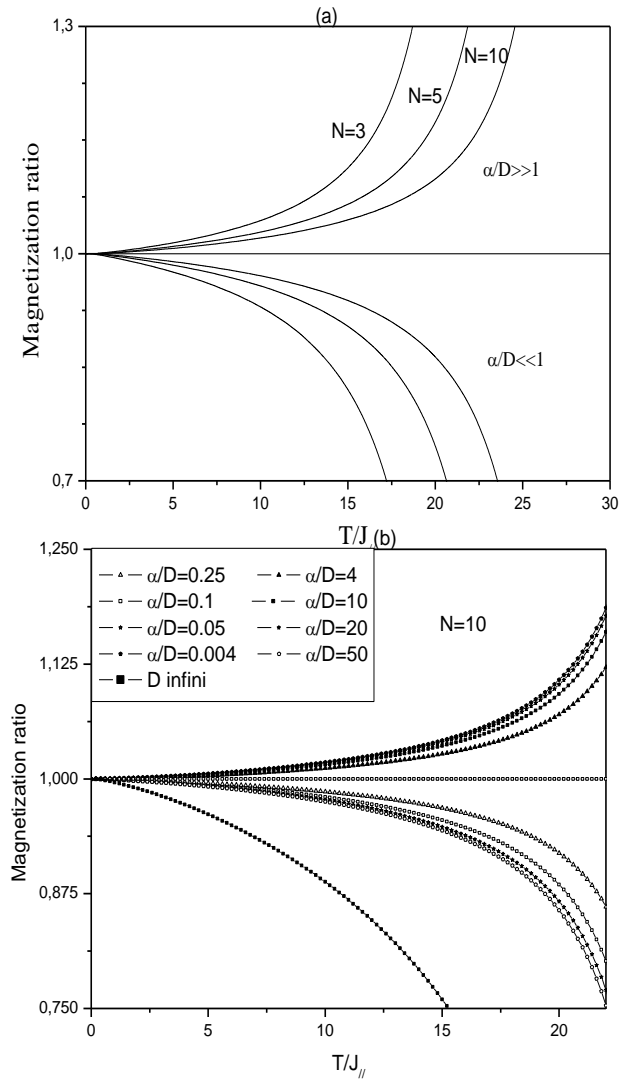 (a)
1,3
N=10
N=5
N=3
α/D>>1
1,0
Magnetization ratio
α/D<<1
0,7
0 5 10 15 20 25 30
T/J
(b)
1,250
α/D=0.25 α/D=4
α/D=0.1 α/D=10
N=10
α/D=0.05 α/D=20
α/D=0.004 α/D=50
D infini
1,125
1,000
Magnetization ratio
0,875
0,750
0 5 10 15 20
T/J//